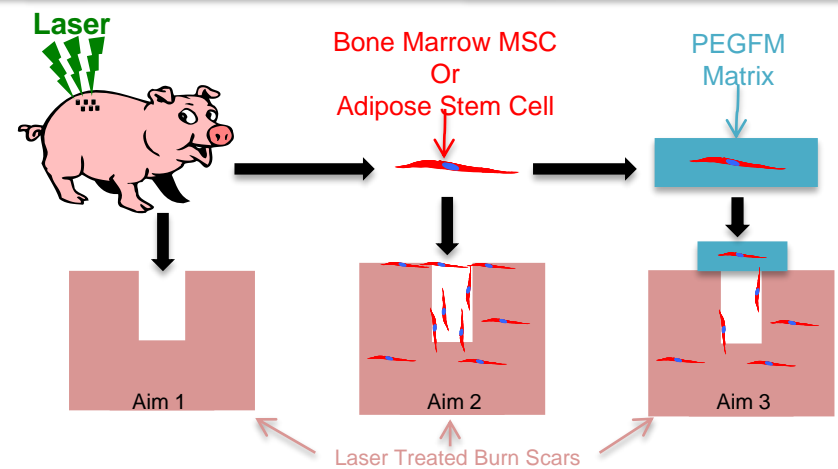 Laser
Bone Marrow MSC
Or
Adipose Stem Cell
PEGFM
Matrix
Aim 1
Aim 2
Aim 3
Laser Treated Burn Scars